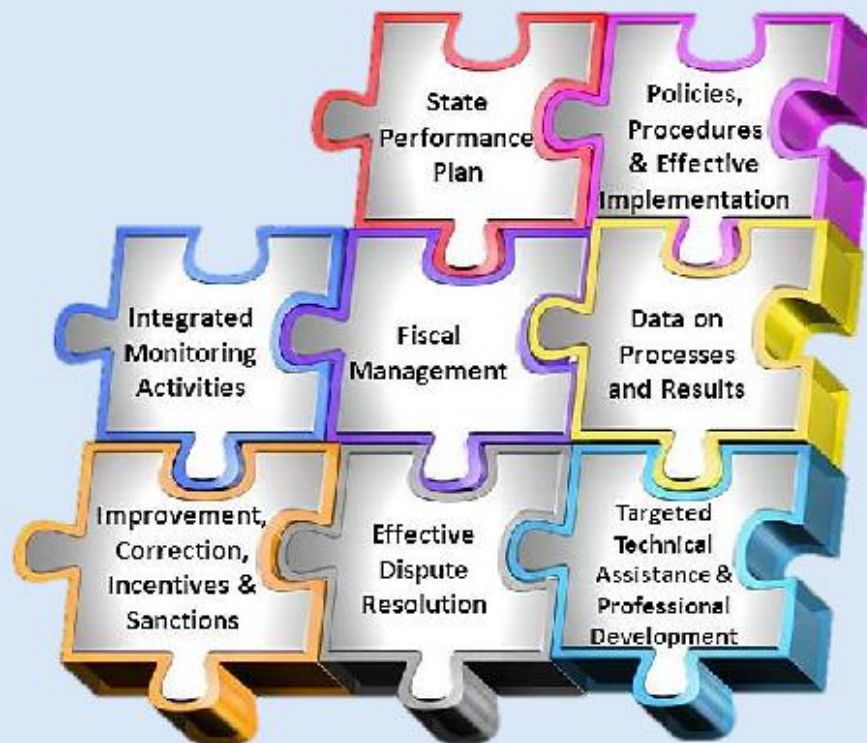 State
Performance
Plan
Policies,
Procedures
& Effective
Implementation
Integrated
Monitoring
Activities
Fiscal
Management
Data on
Processes
and Results
Improvement,
Correction,
Incentives &
Sanctions
Effective
Dispute
Resolution
Targeted
Technical
Assistance &
Professional
Development